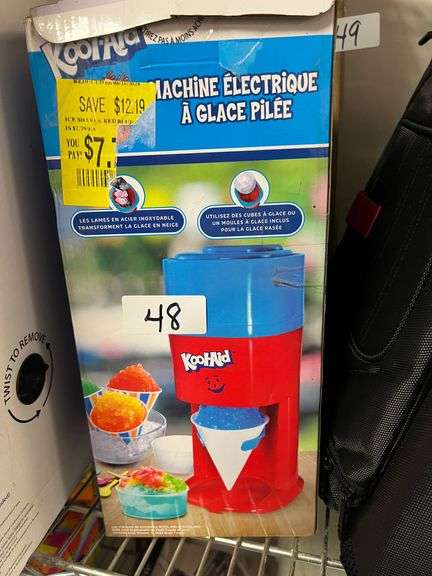 Kool-Aid
MACHINE ÉLECTRIQUE
À GLACE PILÉE
SAVE $12.19
YOU
PAY: $7.
LES LAMES EN ACIER INOXYDABLE
TRANSFORMENT LA GLACE EN NEIGE
UTILISEZ DES CUBES À GLACE OU
UN MOULES À GLACE INCLUS
POUR LA GLACE RASÉE
48
Kool-Aid
49
TWIST TO REMOVE